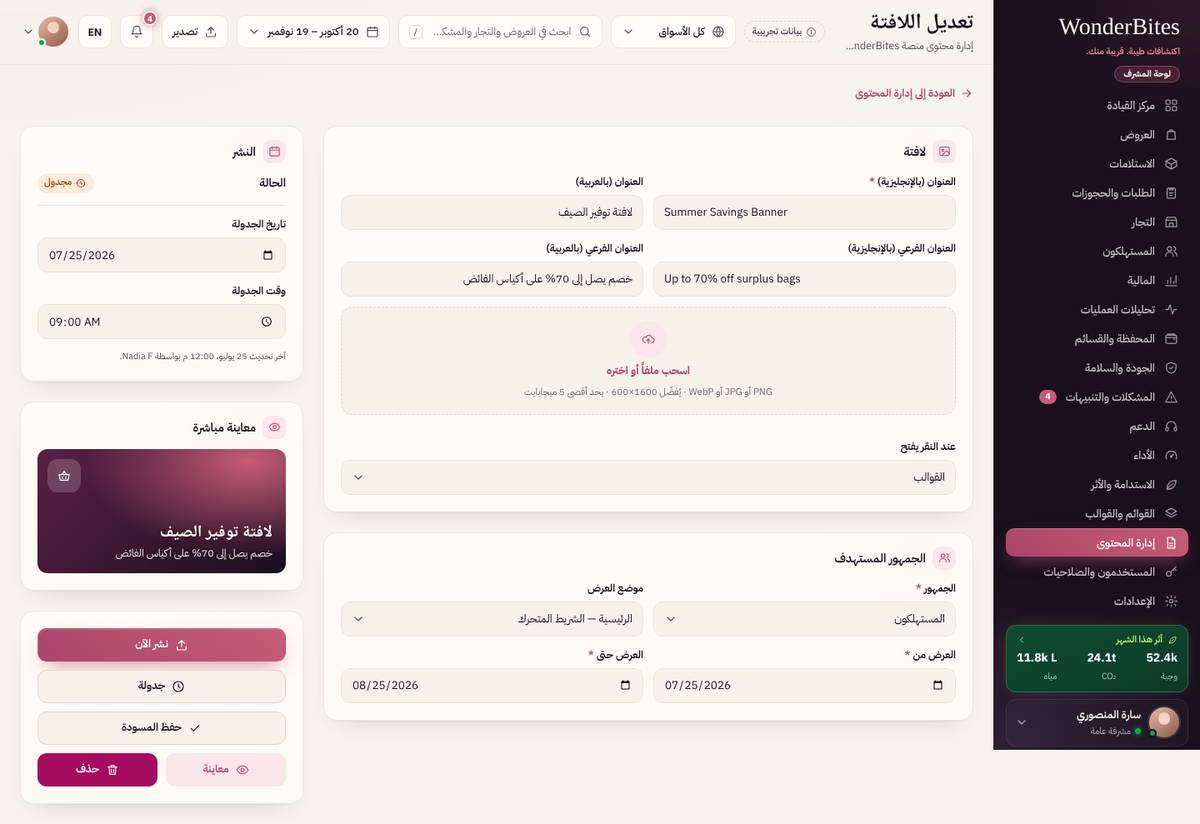 WonderBites
اكتشافات طيبة. قريبة منك.
لوحة المشرف
مركز القيادة
العروض
الاستلامات
الطلبات والحجوزات
التجار
المستهلكون
المالية
تحليلات العمليات
المحفظة والقسائم
الجودة والسلامة
المشكلات والتنبيهات 4
الدعم
الأداء
الاستدامة والأثر
القوائم والقوالب
إدارة المحتوى
المستخدمون والصلاحيات
الإعدادات
أثر هذا الشهر
52.4k 24.1t 11.8k L
وجبة CO₂ مياه
سارة المنصوري
مشرفة عامة
تعديل اللافتة
إدارة محتوى منصة nderBites...
بيانات تجريبية
كل الأسواق
ابحث في العروض والتجار والمشكـ... /
20 أكتوبر – 19 نوفمبر
تصدير
4
EN
العودة إلى إدارة المحتوى
لافتة
العنوان (بالإنجليزية) *
Summer Savings Banner
العنوان (بالعربية)
لافتة توفير الصيف
العنوان الفرعي (بالإنجليزية)
Up to 70% off surplus bags
العنوان الفرعي (بالعربية)
خصم يصل إلى 70% على أكياس الفائض
اسحب ملفاً أو اختره
PNG أو JPG أو WebP · يُفضّل 1600×600 · بحد أقصى 5 ميجابايت
عند النقر يفتح
القوالب
الجمهور المستهدف
الجمهور *
المستهلكون
موضع العرض
الرئيسية — الشريط المتحرك
العرض من *
07/25/2026
العرض حتى *
08/25/2026
النشر
الحالة
مجدول
تاريخ الجدولة
07/25/2026
وقت الجدولة
09:00 AM
آخر تحديث 25 يوليو، 12:00 م بواسطة Nadia F.
معاينة مباشرة
لافتة توفير الصيف
خصم يصل إلى 70% على أكياس الفائض
نشر الآن
جدولة
حفظ المسودة
معاينة
حذف